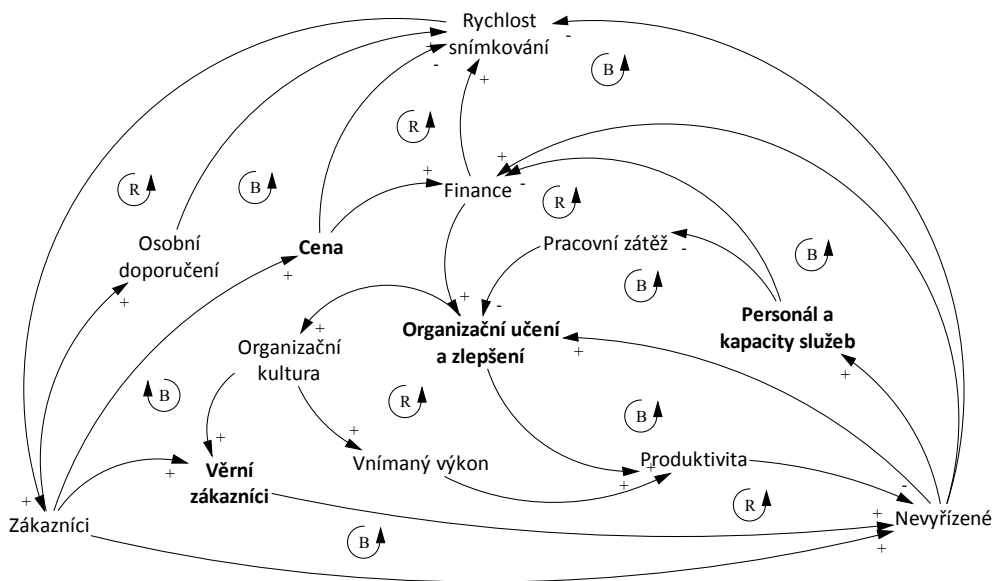 Rychlost
snímkování
-
+
-
B
+
R
R
B
+
+
Finance
-
R
Osobní
doporučení
Cena
Pracovní zátěž
-
B
B
+
+
+
-
Personál a
kapacity služeb
Organizační učení
a zlepšení
+
Organizační
kultura
+
+
B
R
B
+
+
+
Věrní
zákazníci
+
Vnímaný výkon
+
+
Produktivita
-
R
+
Zákazníci
+
Nevyřízené
B
+